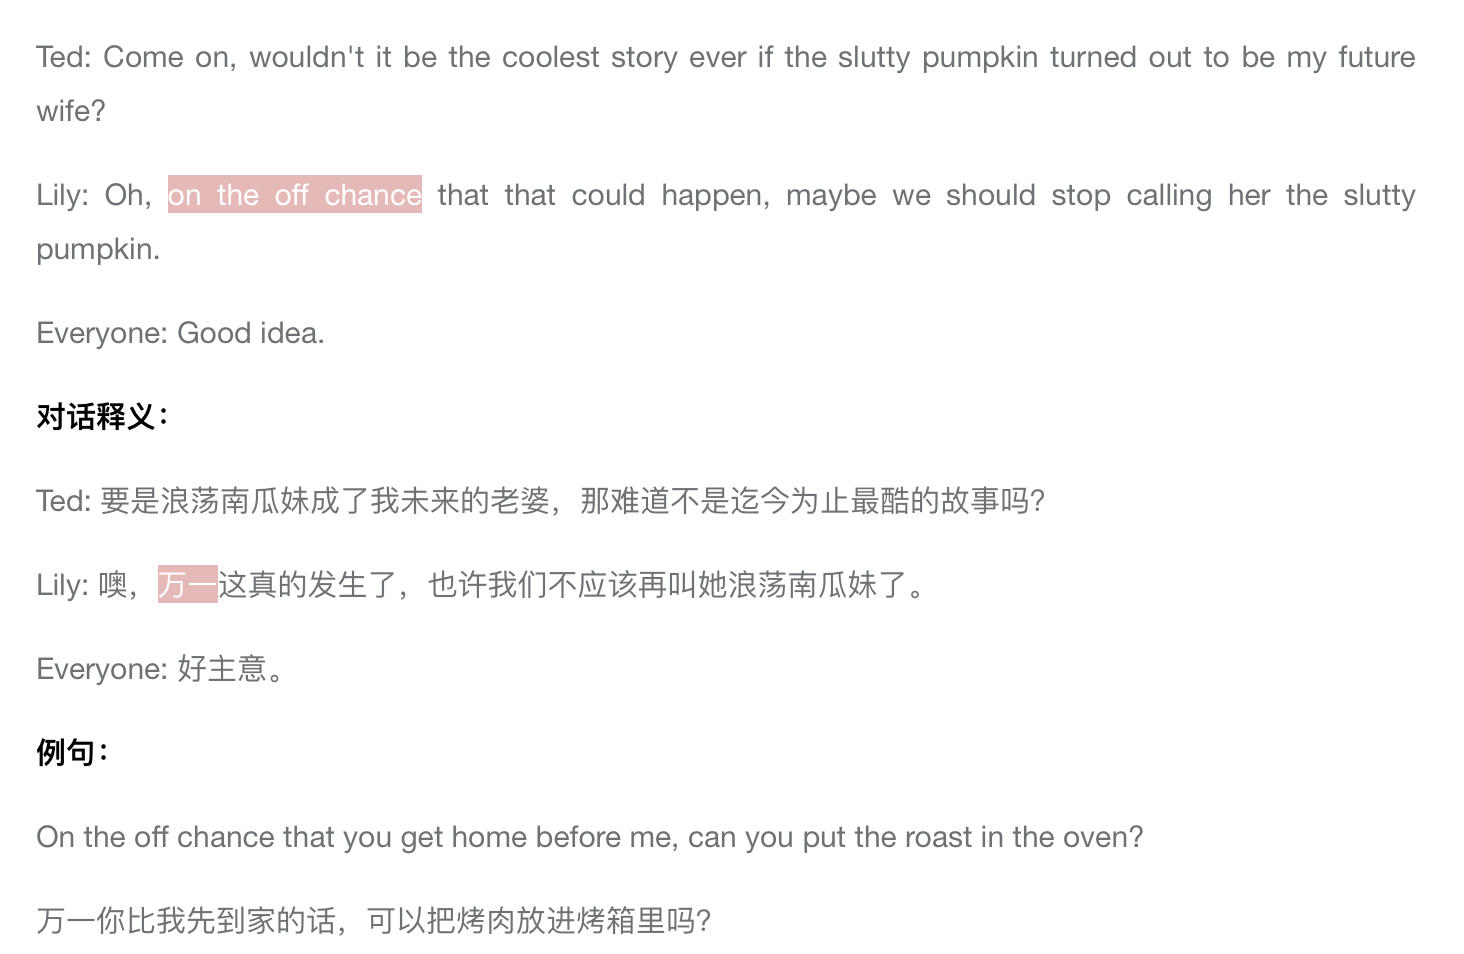 Ted: Come on, wouldn't it be the coolest story ever if the slutty pumpkin turned out to be my future
wife?
Lily: Oh, on the off chance that that could happen, maybe we should stop calling her the slutty
pumpkin.
Everyone: Good idea.
对话释义：
Ted: 要是浪荡南瓜妹成了我未来的老婆，那难道不是迄今为止最酷的故事吗？
Lily: 噢，万一这真的发生了，也许我们不应该再叫她浪荡南瓜妹了。
Everyone: 好主意。
例句：
On the off chance that you get home before me, can you put the roast in the oven?
万一你比我先到家的话，可以把烤肉放进烤箱里吗？